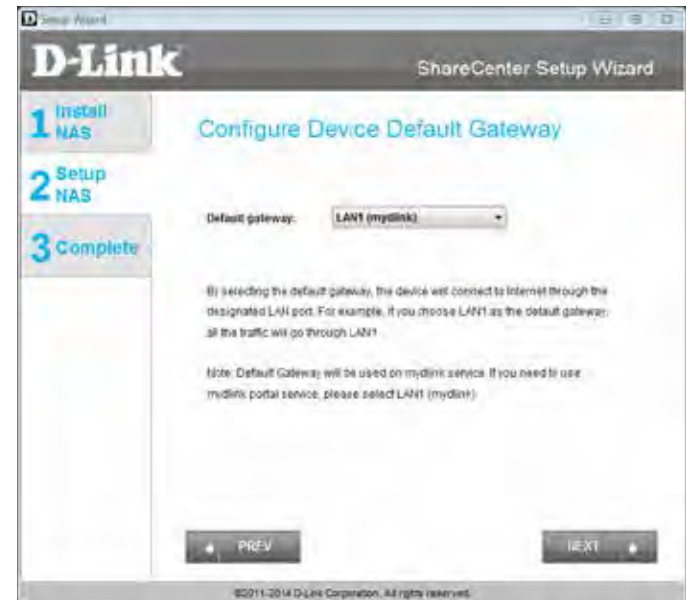 Setup Wizard
D-Link
ShareCenter Setup Wizard
1 Install
NAS
Configure Device Default Gateway
2 Setup
NAS
Default gateway: LAN1 (mydlink)
3 Complete
By selecting the default gateway, the device will connect to Internet through the
designated LAN port. For example, if you choose LAN1 as the default gateway,
all the traffic will go through LAN1.
Note: Default Gateway will be used on mydlink service. If you need to use
mydlink portal service, please select LAN1 (mydlink).
PREV
NEXT
©2011-2014 D-Link Corporation. All rights reserved.